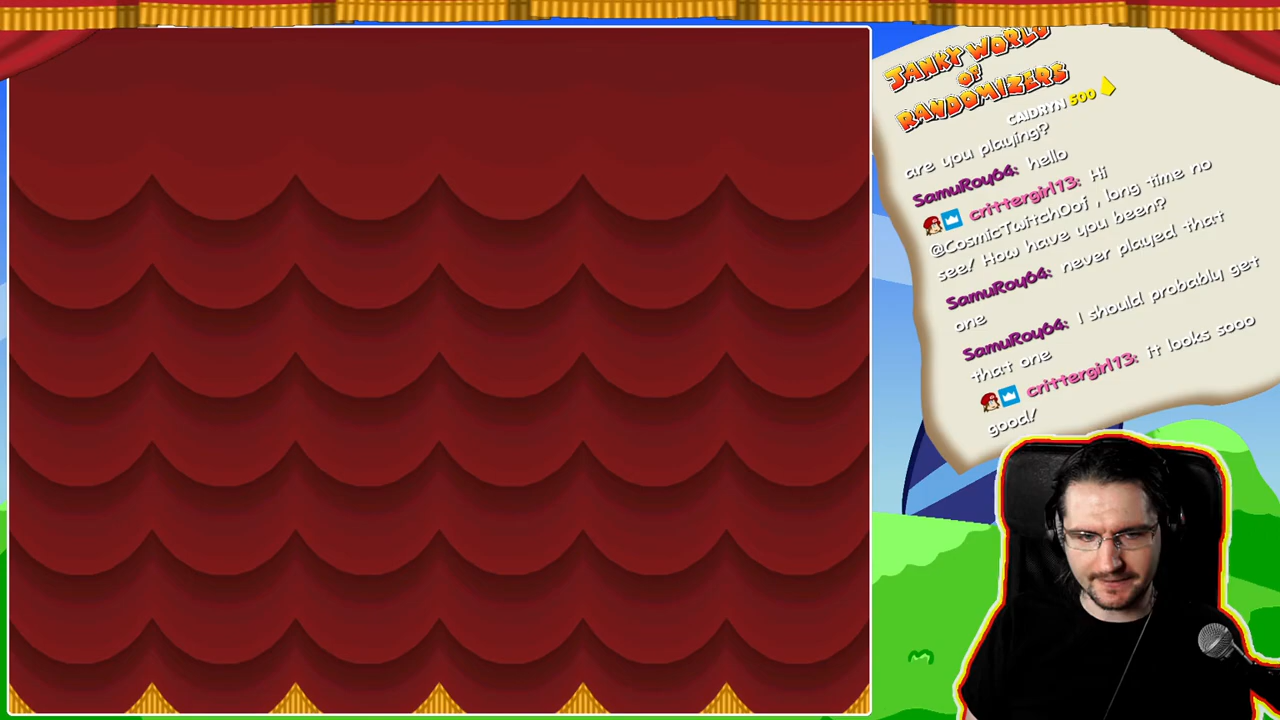 JANKY WORLD
OF
RANDOMIZERS
CAIDRYN 500
are you playing?
SamuRoy64: hello
crittergirl13: Hi
@CosmicTwitchOof , long time no
see! How have you been?
SamuRoy64: never played that
one
SamuRoy64: I should probably get
that one
crittergirl13: it looks sooo
good!